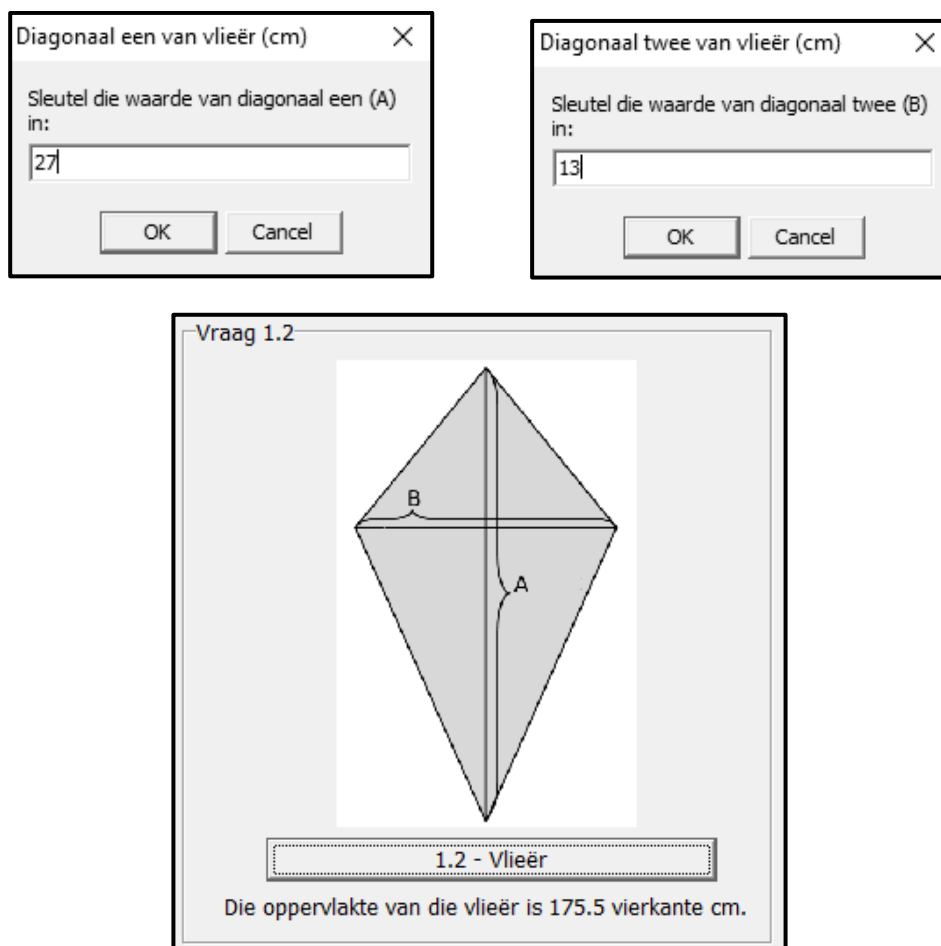 Diagonaal een van vlieër (cm)
Sleutel die waarde van diagonaal een (A)
in:
27
OK Cancel
Diagonaal twee van vlieër (cm)
Sleutel die waarde van diagonaal twee (B)
in:
13
OK Cancel
Vraag 1.2
B
A
1.2 - Vlieër
Die oppervlakte van die vlieër is 175.5 vierkante cm.